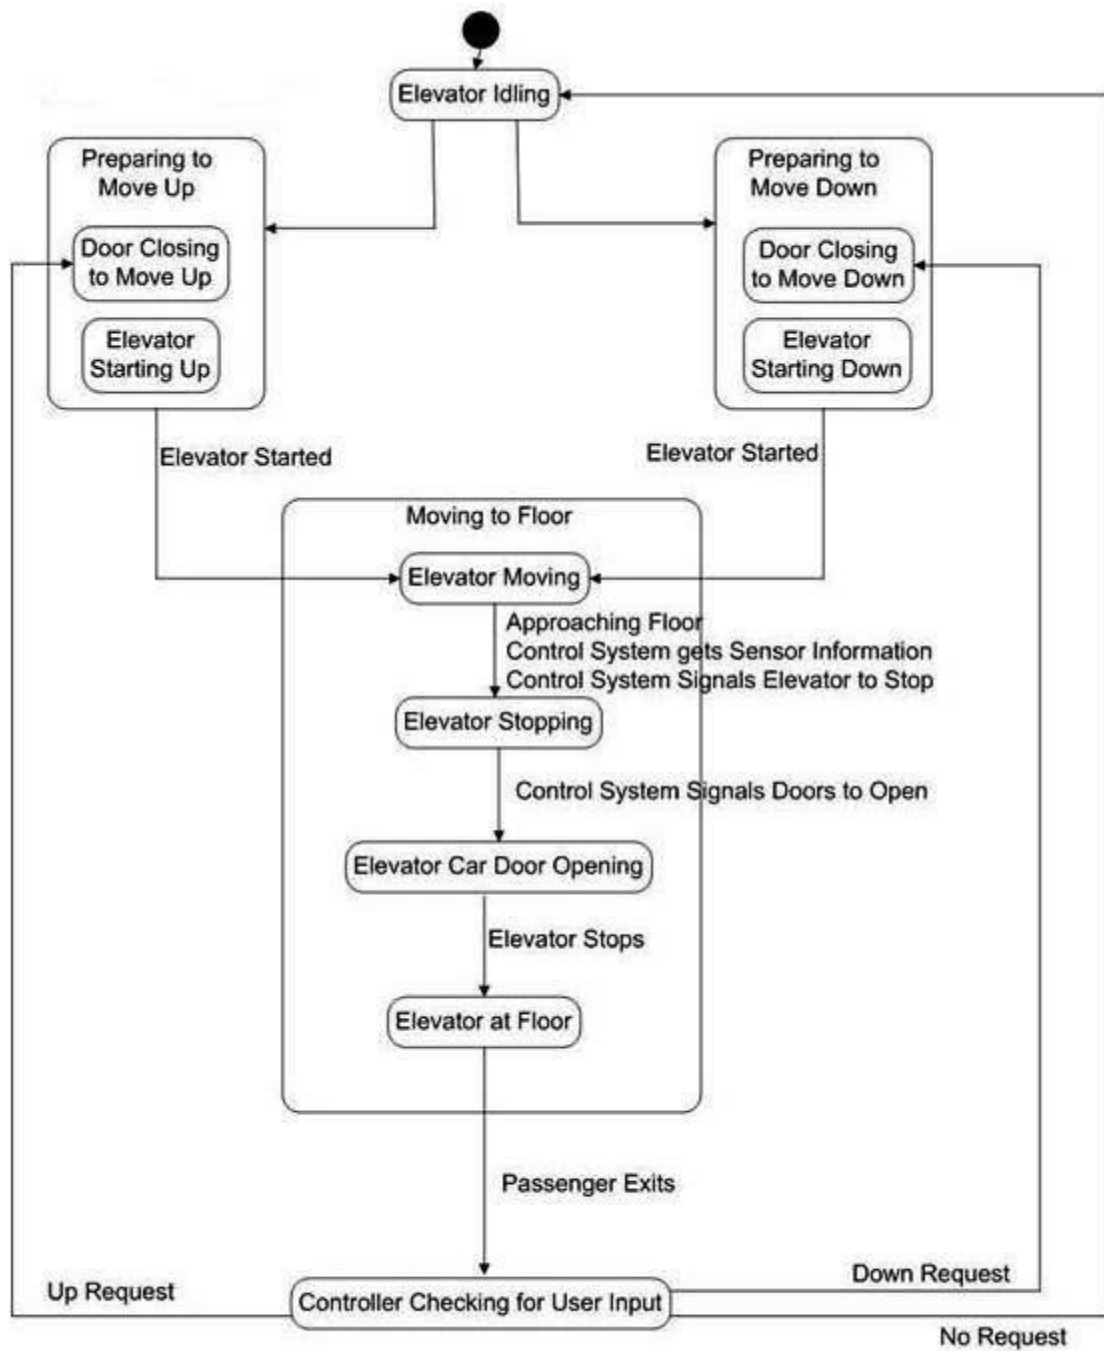 Elevator Idling
Preparing to
Move Up
Preparing to
Move Down
Door Closing
to Move Up
Door Closing
to Move Down
Elevator
Starting Up
Elevator
Starting Down
Elevator Started
Elevator Started
Moving to Floor
Elevator Moving
Approaching Floor
Control System gets Sensor Information
Control System Signals Elevator to Stop
Elevator Stopping
Control System Signals Doors to Open
Elevator Car Door Opening
Elevator Stops
Elevator at Floor
Passenger Exits
Up Request
Controller Checking for User Input
Down Request
No Request